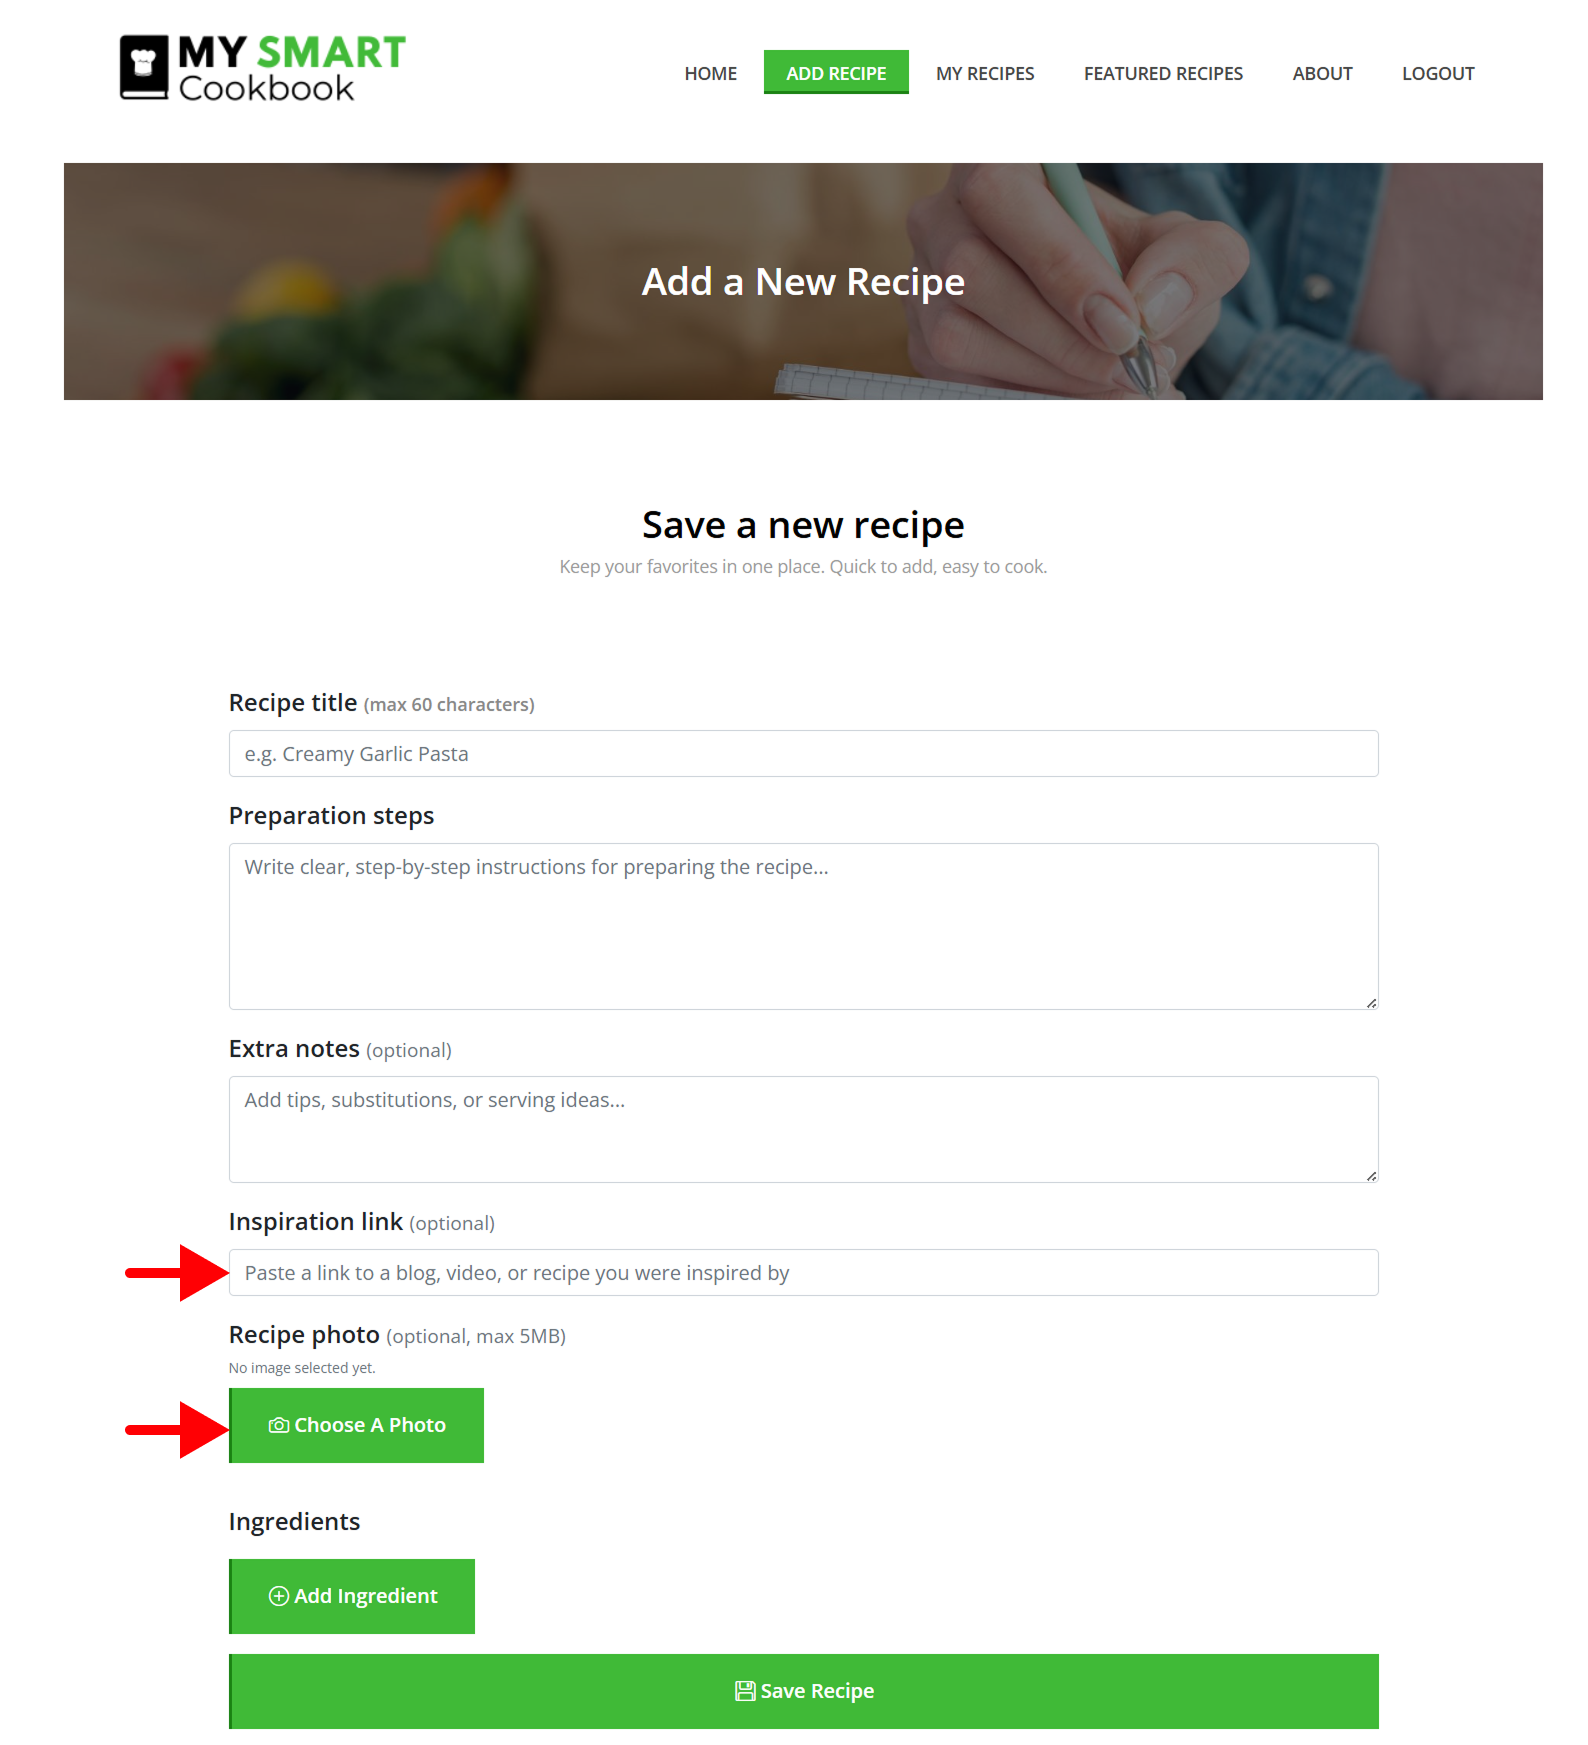 MY SMART
Cookbook
HOME ADD RECIPE MY RECIPES FEATURED RECIPES ABOUT LOGOUT
Add a New Recipe
Save a new recipe
Keep your favorites in one place. Quick to add, easy to cook.
Recipe title (max 60 characters)
e.g. Creamy Garlic Pasta
Preparation steps
Write clear, step-by-step instructions for preparing the recipe...
Extra notes (optional)
Add tips, substitutions, or serving ideas...
Inspiration link (optional)
Paste a link to a blog, video, or recipe you were inspired by
Recipe photo (optional, max 5MB)
No image selected yet.
Choose A Photo
Ingredients
Add Ingredient
Save Recipe